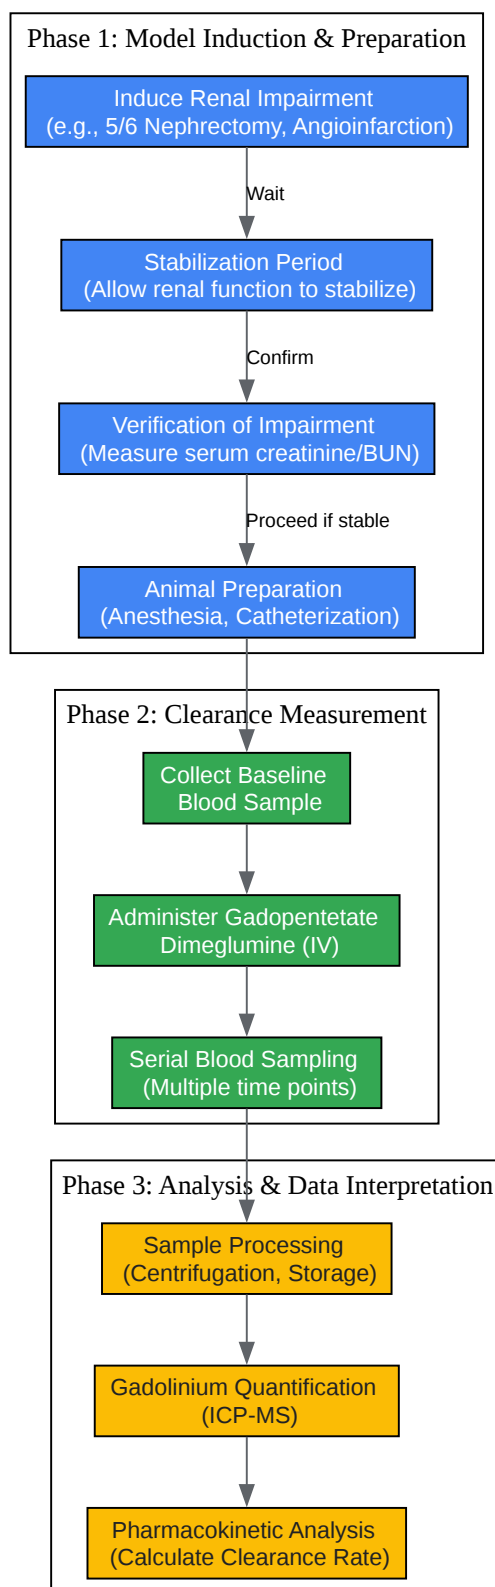 Phase 1: Model Induction & Preparation
Induce Renal Impairment
(e.g., 5/6 Nephrectomy, Angioinfarction)
Wait
Stabilization Period
(Allow renal function to stabilize)
Confirm
Verification of Impairment
(Measure serum creatinine/BUN)
Proceed if stable
Animal Preparation
(Anesthesia, Catheterization)
Phase 2: Clearance Measurement
Collect Baseline
Blood Sample
Administer Gadopentetate
Dimeglumine (IV)
Serial Blood Sampling
(Multiple time points)
Phase 3: Analysis & Data Interpretation
Sample Processing
(Centrifugation, Storage)
Gadolinium Quantification
(ICP-MS)
Pharmacokinetic Analysis
(Calculate Clearance Rate)